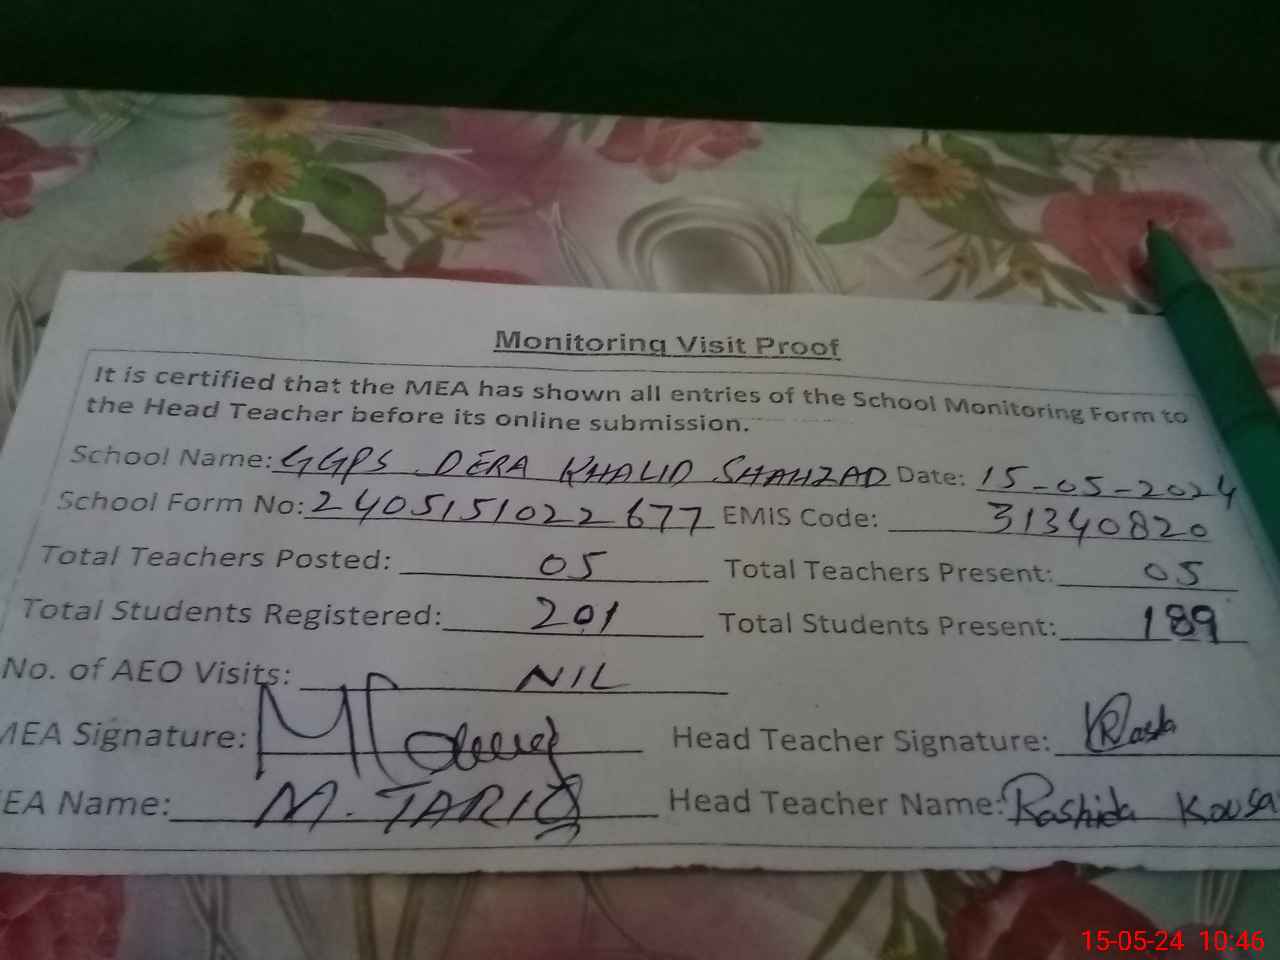 Monitoring Visit Proof
It is certified that the MEA has shown all entries of the School Monitoring Form to
the Head Teacher before its online submission.
School Name: GGPS DERA KHALID SHAHZAD Date: 15-05-2024
School Form No: 2405151022677 EMIS Code: 31340820
Total Teachers Posted: 05 Total Teachers Present: 05
Total Students Registered: 201 Total Students Present: 189
No. of AEO Visits: NIL
MEA Signature: Head Teacher Signature:
EA Name: M. TARIQ Head Teacher Name: Rashida Kousa
15-05-24 10:46